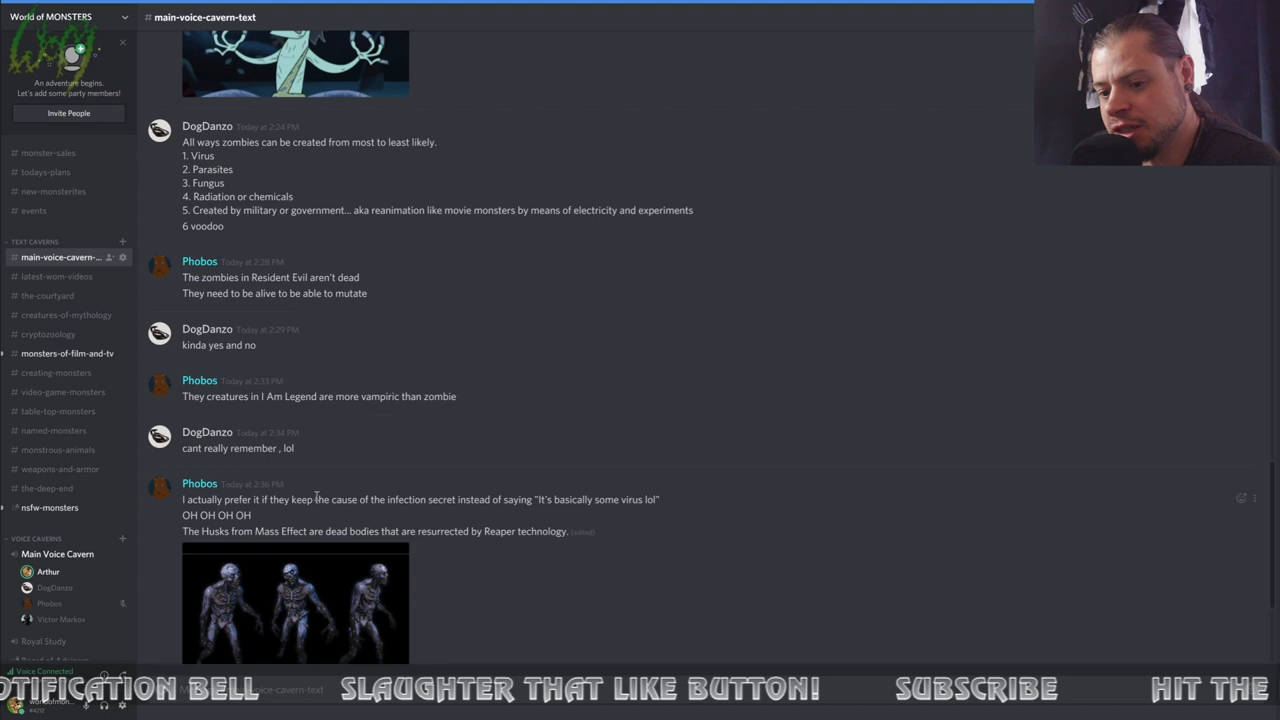 World of MONSTERS
# main-voice-cavern-text
An adventure begins.
Let's add some party members!
Invite People
# monster-sales
# todays-plans
# new-monsterites
# events
TEXT CAVERNS
# main-voice-cavern-...
# latest-wom-videos
# the-courtyard
# creatures-of-mythology
# cryptozoology
# monsters-of-film-and-tv
# creating-monsters
# video-game-monsters
# table-top-monsters
# named-monsters
# monstrous-animals
# weapons-and-armor
# the-deep-end
# nsfw-monsters
VOICE CAVERNS
Main Voice Cavern
Arthur
DogDanzo
Phobos
Victor Markov
Royal Study
Voice Connected
#4212
DogDanzo Today at 2:24 PM
All ways zombies can be created from most to least likely.
1. Virus
2. Parasites
3. Fungus
4. Radiation or chemicals
5. Created by military or government... aka reanimation like movie monsters by means of electricity and experiments
6 voodoo
Phobos Today at 2:28 PM
The zombies in Resident Evil aren't dead
They need to be alive to be able to mutate
DogDanzo Today at 2:29 PM
kinda yes and no
Phobos Today at 2:33 PM
They creatures in I Am Legend are more vampiric than zombie
DogDanzo Today at 2:34 PM
cant really remember , lol
Phobos Today at 2:36 PM
I actually prefer it if they keep the cause of the infection secret instead of saying "It's basically some virus lol"
OH OH OH OH
The Husks from Mass Effect are dead bodies that are resurrected by Reaper technology. (edited)
OTIFICATION BELL SLAUGHTER THAT LIKE BUTTON! SUBSCRIBE HIT THE